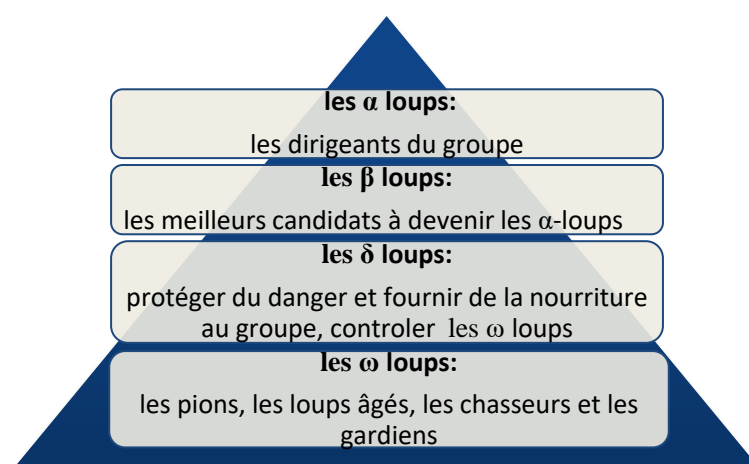 les α loups:
les dirigeants du groupe
les β loups:
les meilleurs candidats à devenir les α-loups
les δ loups:
protéger du danger et fournir de la nourriture
au groupe, controler les ω loups
les ω loups:
les pions, les loups âgés, les chasseurs et les
gardiens